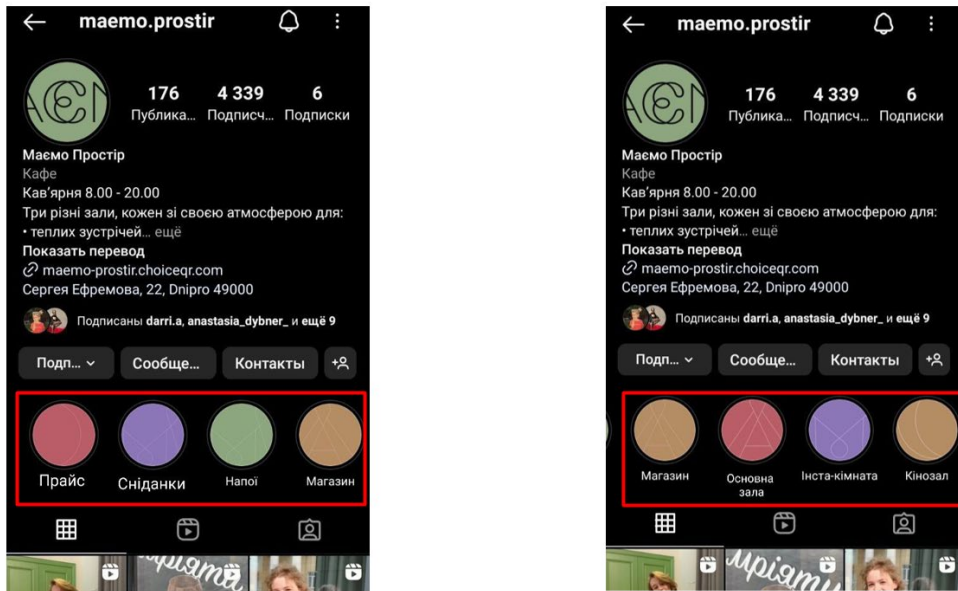 maemo.prostir
176 4 339 6
Публика... Подписч... Подписки
Маємо Простір
Кафе
Кав'ярня 8.00 - 20.00
Три різні зали, кожен зі своєю атмосферою для:
• теплих зустрічей... ещё
Показать перевод
maemo-prostir.choiceqr.com
Сергея Ефремова, 22, Dnipro 49000
Подписаны darri.a, anastasia_dybner_ и ещё 9
Подп... Сообще... Контакты
Прайс Сніданки Напої Магазин
мріяти
maemo.prostir
176 4 339 6
Публика... Подписч... Подписки
Маємо Простір
Кафе
Кав'ярня 8.00 - 20.00
Три різні зали, кожен зі своєю атмосферою для:
• теплих зустрічей... ещё
Показать перевод
maemo-prostir.choiceqr.com
Сергея Ефремова, 22, Dnipro 49000
Подписаны darri.a, anastasia_dybner_ и ещё 9
Подп... Сообще... Контакты
Магазин Основна зала Інста-кімната Кінозал
мріяти